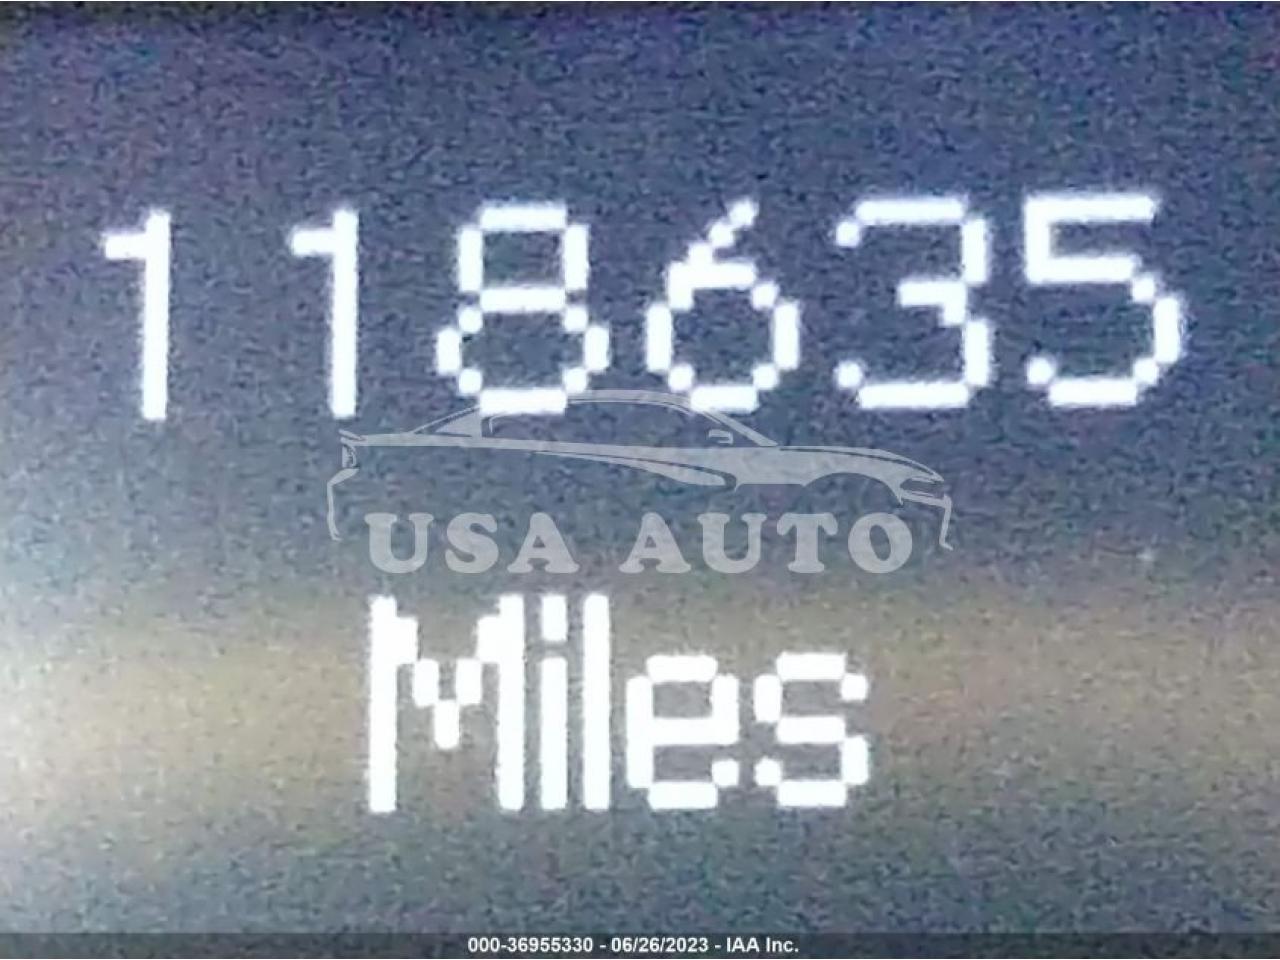 118635
USA AUTO
Miles
000-36955330 - 06/26/2023 - IAA Inc.